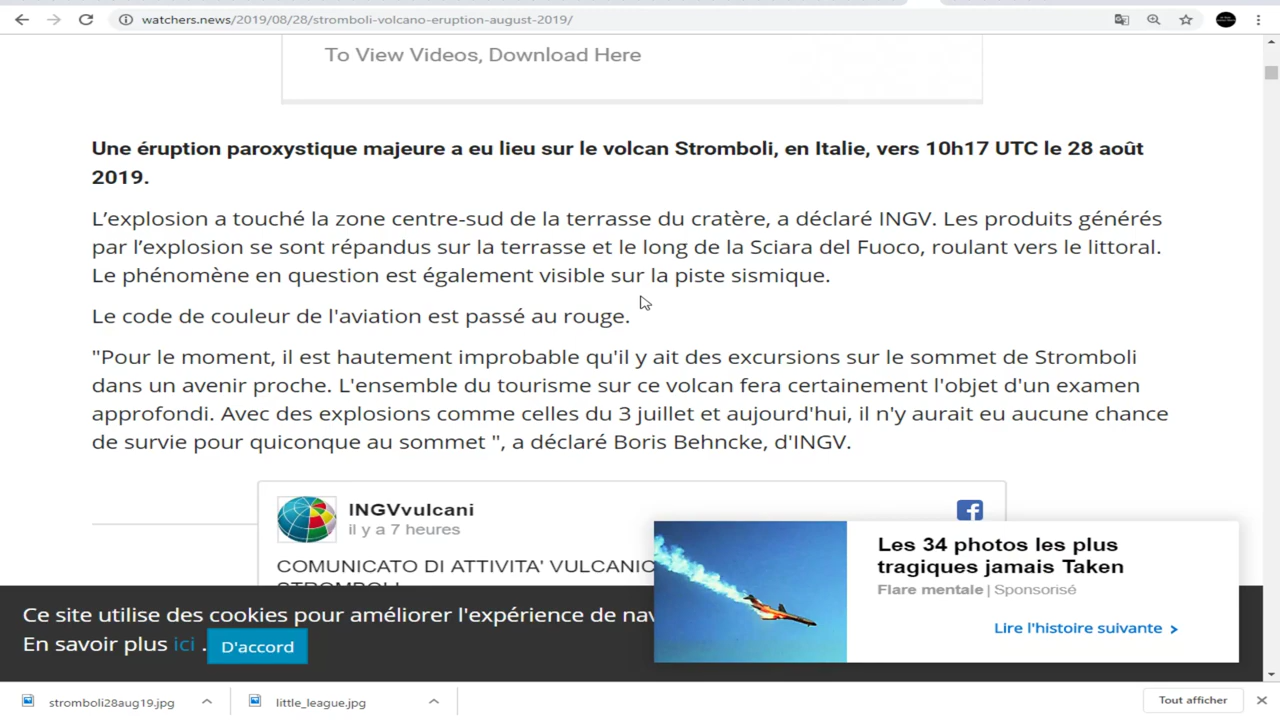 watchers.news/2019/08/28/stromboli-volcano-eruption-august-2019/
To View Videos, Download Here
Une éruption paroxystique majeure a eu lieu sur le volcan Stromboli, en Italie, vers 10h17 UTC le 28 août
2019.
L’explosion a touché la zone centre-sud de la terrasse du cratère, a déclaré INGV. Les produits générés
par l’explosion se sont répandus sur la terrasse et le long de la Sciara del Fuoco, roulant vers le littoral.
Le phénomène en question est également visible sur la piste sismique.
Le code de couleur de l'aviation est passé au rouge.
"Pour le moment, il est hautement improbable qu'il y ait des excursions sur le sommet de Stromboli
dans un avenir proche. L'ensemble du tourisme sur ce volcan fera certainement l'objet d'un examen
approfondi. Avec des explosions comme celles du 3 juillet et aujourd'hui, il n'y aurait eu aucune chance
de survie pour quiconque au sommet ", a déclaré Boris Behncke, d'INGV.
INGVvulcani
il y a 7 heures
COMUNICATO DI ATTIVITA' VULCANIC
STROMBOLI
Les 34 photos les plus
tragiques jamais Taken
Flare mentale | Sponsorisé
Lire l'histoire suivante
Ce site utilise des cookies pour améliorer l'expérience de nav
En savoir plus ici . D'accord
stromboli28aug19.jpg
little_league.jpg
Tout afficher